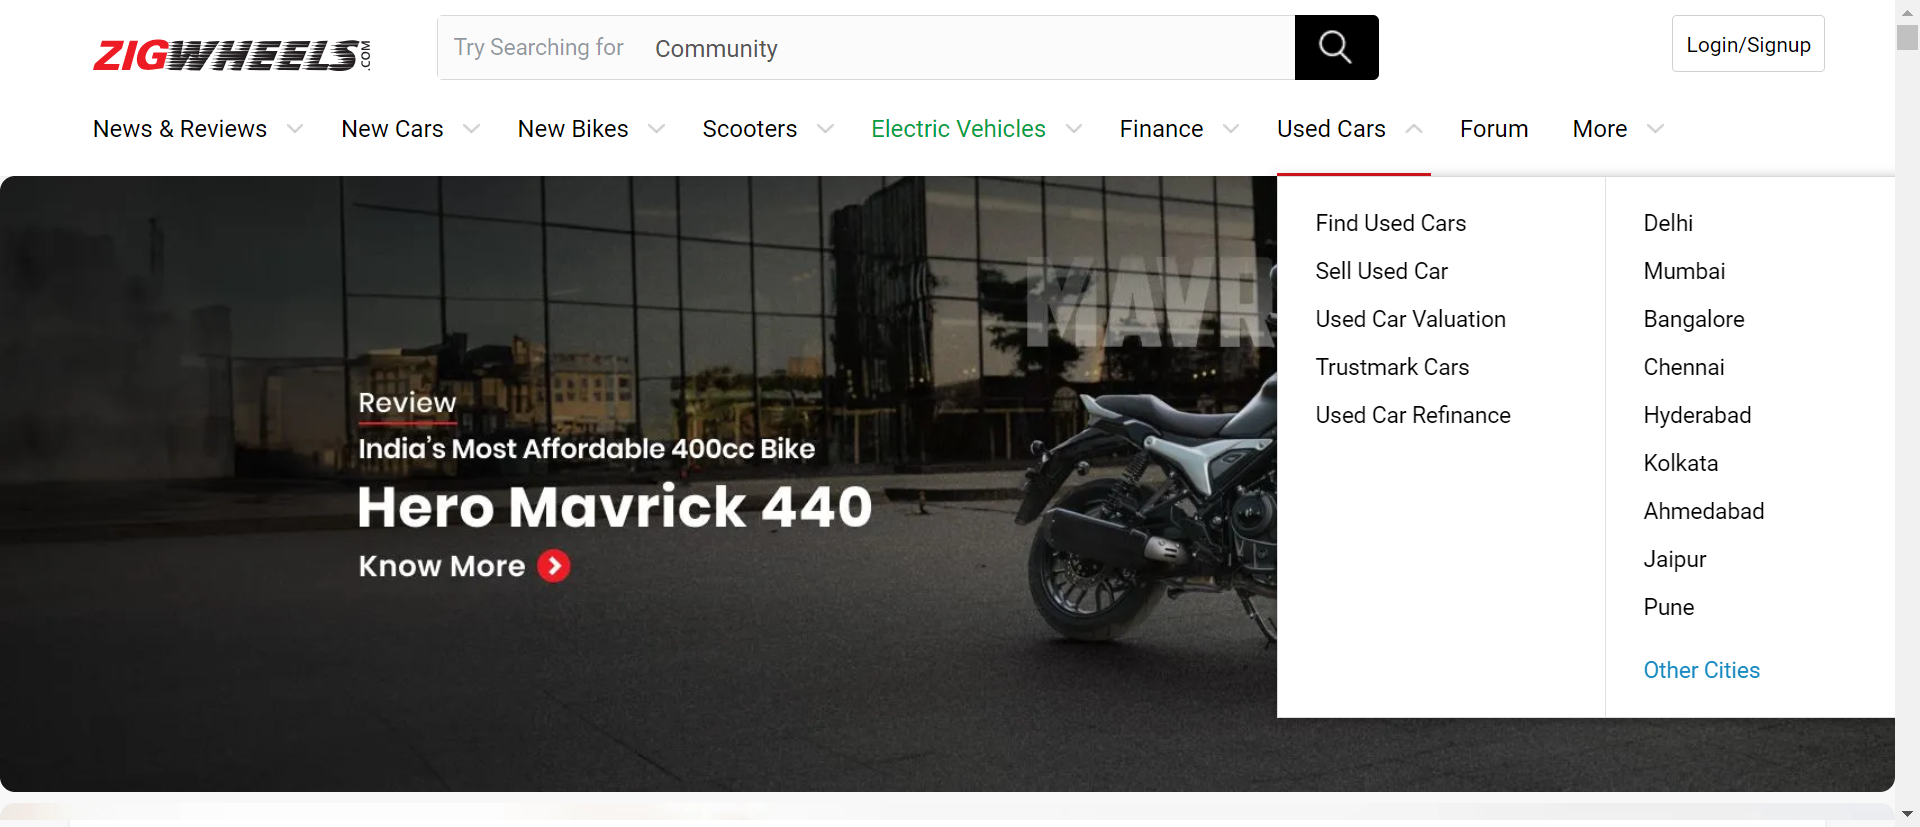 ZIGWHEELS.COM
Try Searching for Community
Login/Signup
News & Reviews New Cars New Bikes Scooters Electric Vehicles Finance Used Cars Forum More
Find Used Cars
Sell Used Car
Used Car Valuation
Trustmark Cars
Used Car Refinance
Delhi
Mumbai
Bangalore
Chennai
Hyderabad
Kolkata
Ahmedabad
Jaipur
Pune
Other Cities
MAVR
Review
India's Most Affordable 400cc Bike
Hero Mavrick 440
Know More